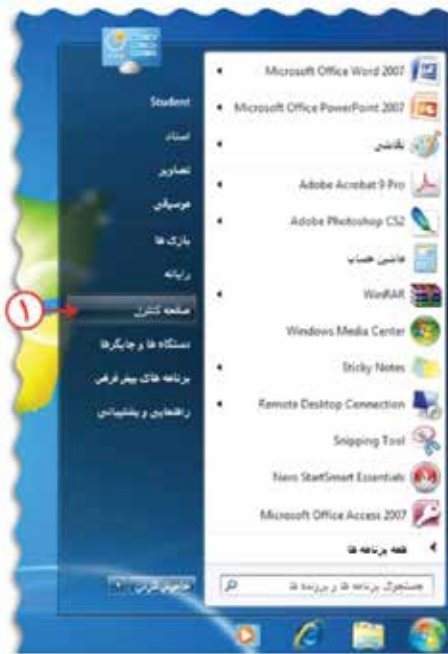 Microsoft Office Word 2007
Microsoft Office PowerPoint 2007
نقاشی
Adobe Acrobat 9 Pro
Adobe Photoshop CS2
ماشین حساب
WinRAR
Windows Media Center
Sticky Notes
Remote Desktop Connection
Snipping Tool
Nero StartSmart Essentials
Microsoft Office Access 2007
همه برنامه ها
جستجوی برنامه ها و پرونده ها
Student
اسناد
تصاویر
موسیقی
بازی ها
رایانه
۱
صفحه کنترل
دستگاه ها و چاپگرها
برنامه های پیش فرض
راهنمایی و پشتیبانی